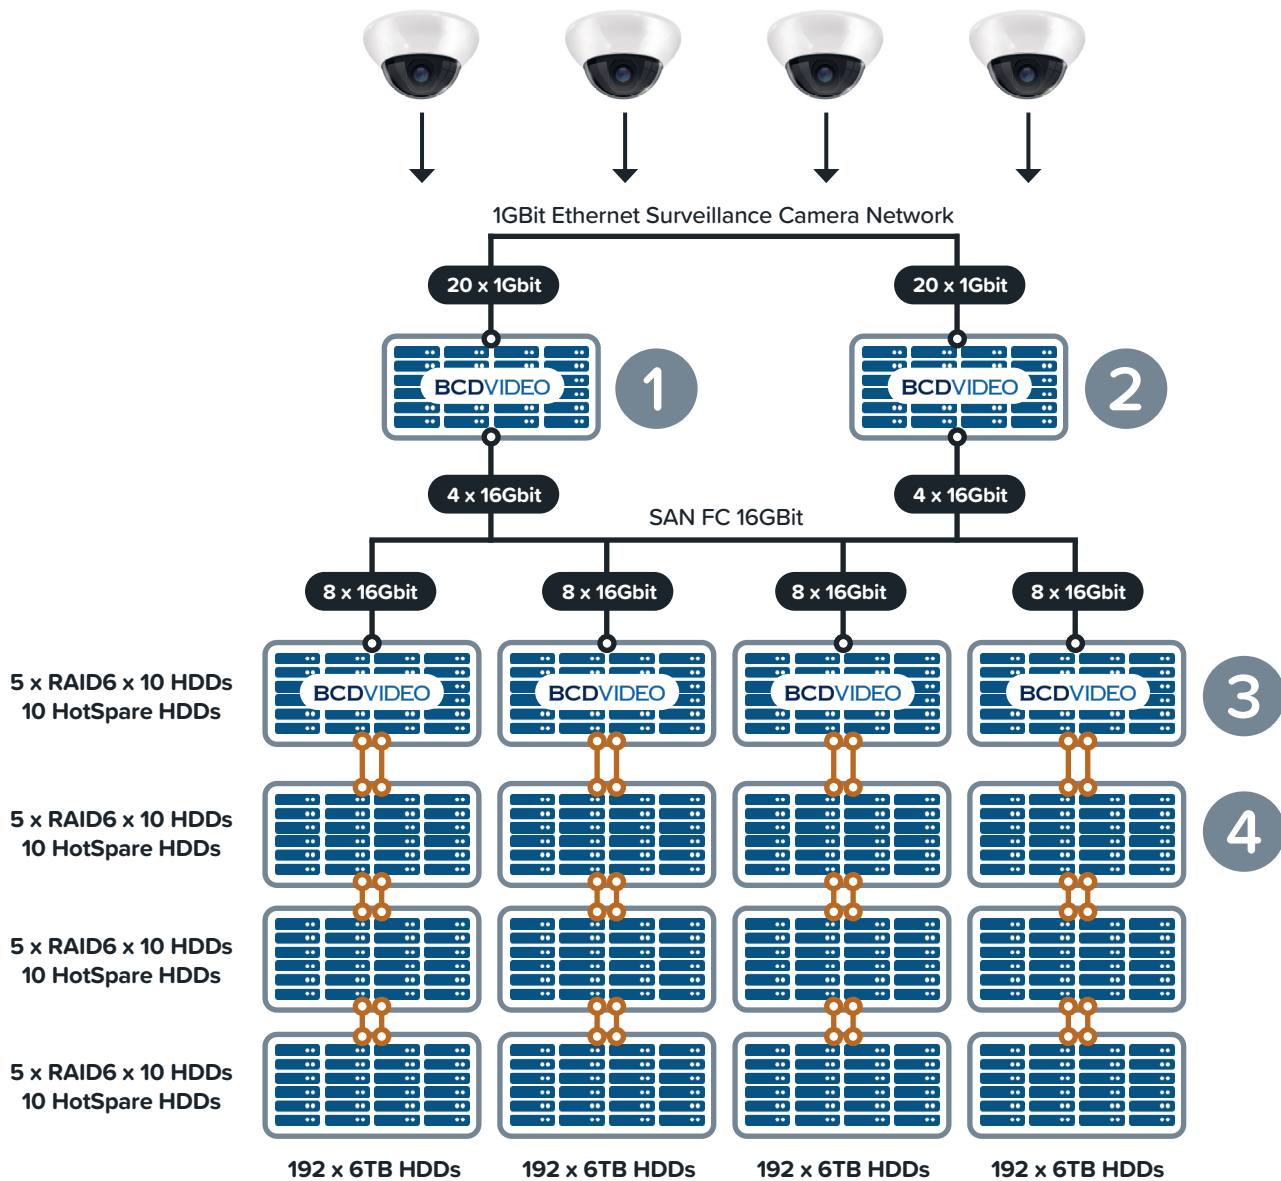 1GBit Ethernet Surveillance Camera Network
20 x 1Gbit
20 x 1Gbit
BCDVIDEO
1
BCDVIDEO
2
4 x 16Gbit
4 x 16Gbit
SAN FC 16GBit
8 x 16Gbit
8 x 16Gbit
8 x 16Gbit
8 x 16Gbit
5 x RAID6 x 10 HDDs
10 HotSpare HDDs
BCDVIDEO
BCDVIDEO
BCDVIDEO
BCDVIDEO
3
5 x RAID6 x 10 HDDs
10 HotSpare HDDs
4
5 x RAID6 x 10 HDDs
10 HotSpare HDDs
5 x RAID6 x 10 HDDs
10 HotSpare HDDs
192 x 6TB HDDs
192 x 6TB HDDs
192 x 6TB HDDs
192 x 6TB HDDs